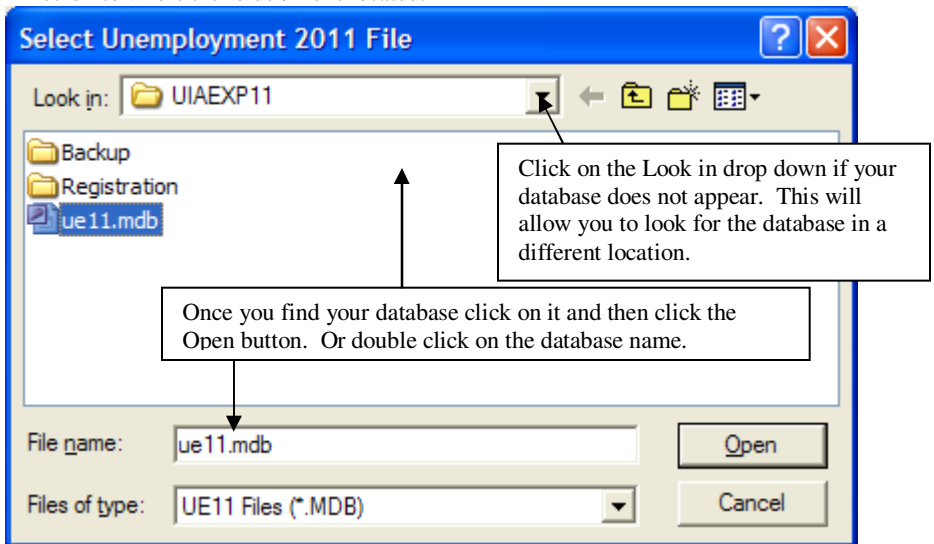 Select Unemployment 2011 File
Look in: UIAEXP11
Backup
Registration
ue11.mdb
Click on the Look in drop down if your
database does not appear. This will
allow you to look for the database in a
different location.
Once you find your database click on it and then click the
Open button. Or double click on the database name.
File name: ue11.mdb Open
Files of type: UE11 Files (*.MDB) Cancel